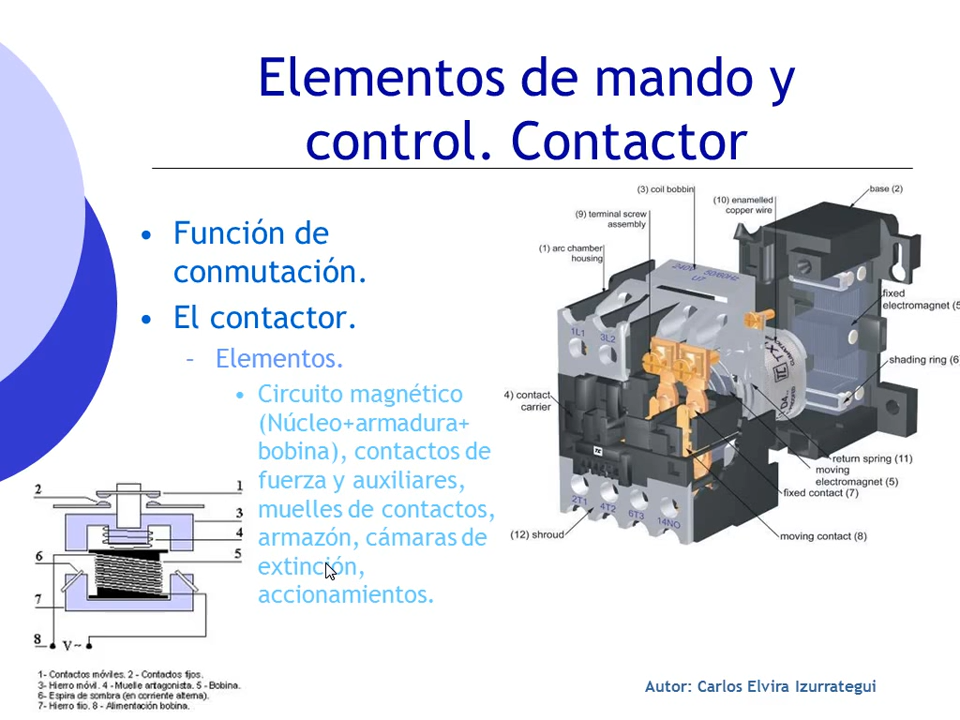 Elementos de mando y
control. Contactor
• Función de
conmutación.
• El contactor.
– Elementos.
• Circuito magnético
(Núcleo+armadura+
bobina), contactos de
fuerza y auxiliares,
muelles de contactos,
armazón, cámaras de
extinción,
accionamientos.
(3) coil bobbin
base (2)
(10) enamelled
copper wire
(9) terminal screw
assembly
(1) arc chamber
housing
240V 50/60Hz
U7
fixed
electromagnet (5
1L1
3L2
shading ring (6)
4) contact
carrier
return spring (11)
moving
electromagnet (5)
fixed contact (7)
2T1
4T2
6T3
14NO
(12) shroud
moving contact (8)
1
2
3
4
5
6
7
8
V~
1- Contactos móviles. 2 - Contactos fijos.
3- Hierro móvil. 4 - Muelle antagonista. 5 - Bobina.
6- Espira de sombra (en corriente alterna).
7- Hierro fijo. 8 - Alimentación bobina.
Autor: Carlos Elvira Izurrategui